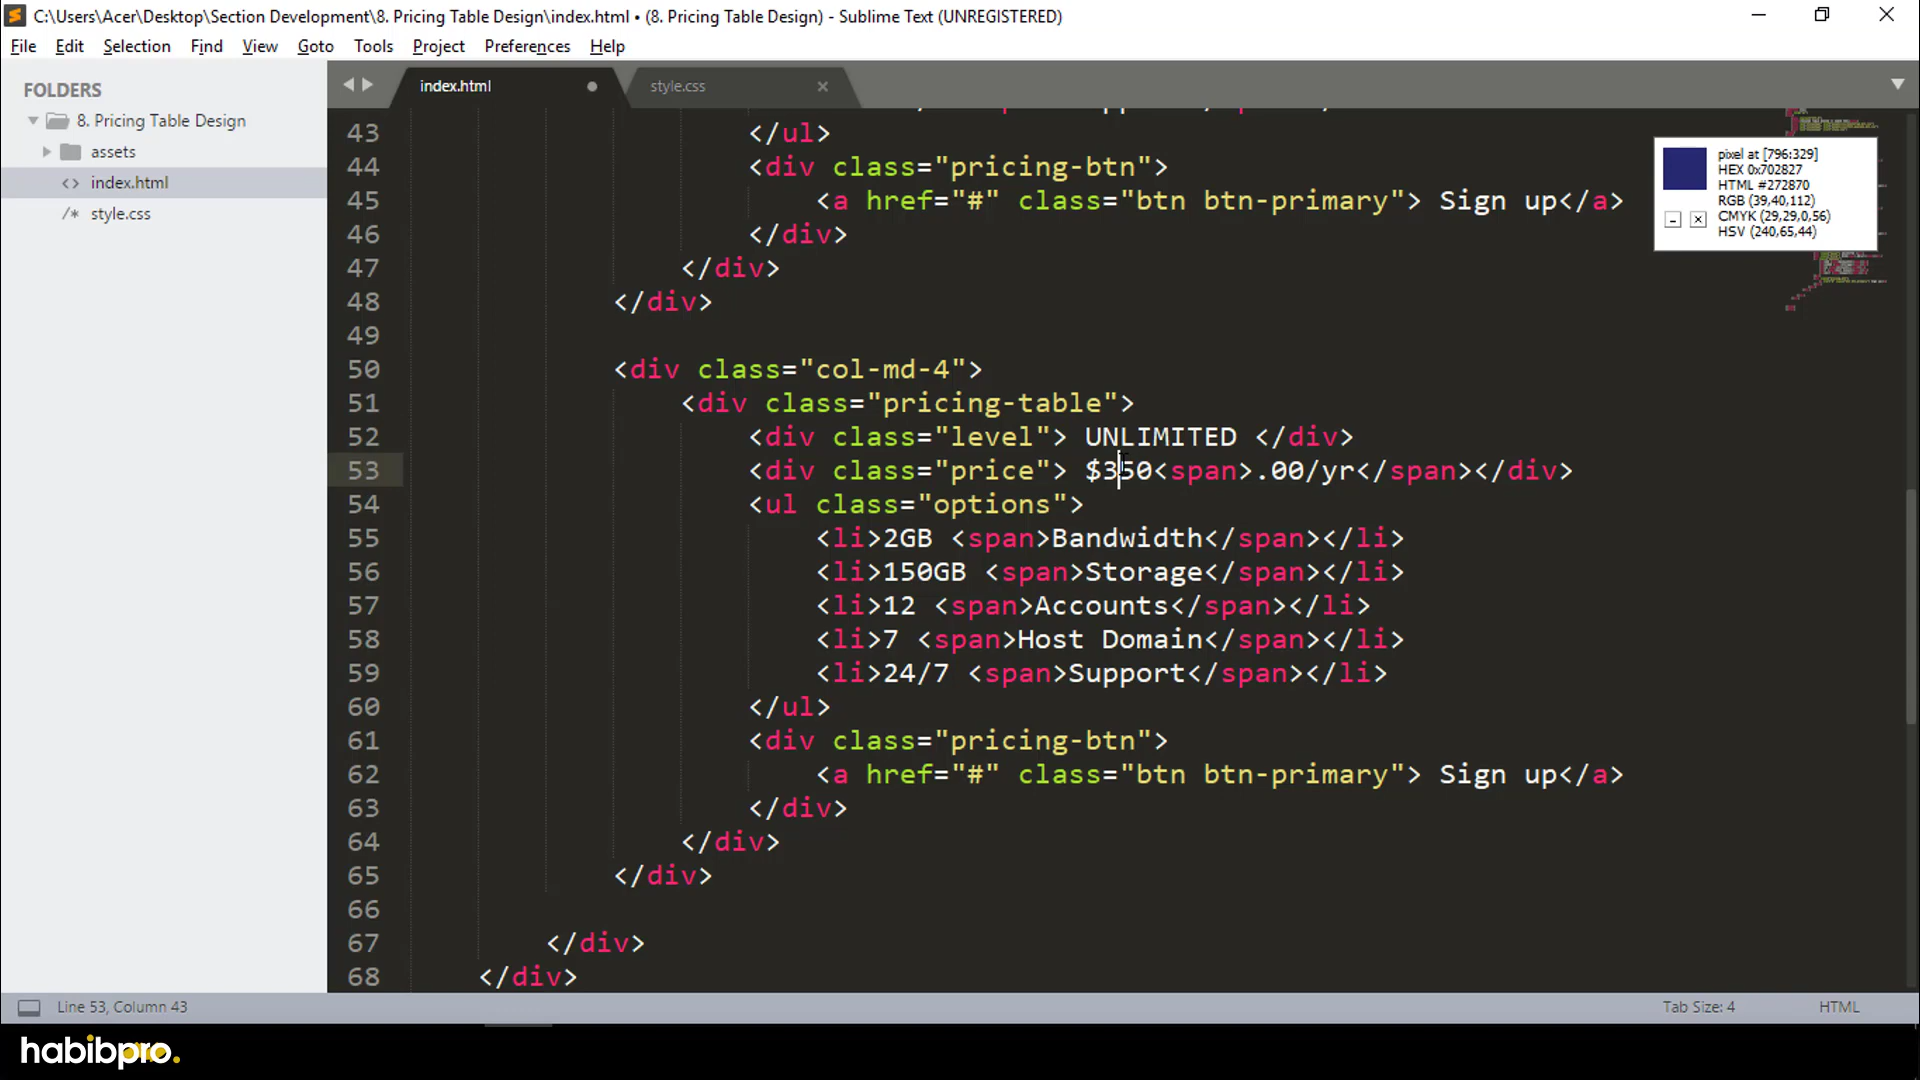 C:\Users\Acer\Desktop\Section Development\8. Pricing Table Design\index.html • (8. Pricing Table Design) - Sublime Text (UNREGISTERED)
File Edit Selection Find View Goto Tools Project Preferences Help
FOLDERS
8. Pricing Table Design
assets
<> index.html
/* style.css
index.html
style.css
43 </ul>
44 <div class="pricing-btn">
45 <a href="#" class="btn btn-primary"> Sign up</a>
46 </div>
47 </div>
48 </div>
49
50 <div class="col-md-4">
51 <div class="pricing-table">
52 <div class="level"> UNLIMITED </div>
53 <div class="price"> $350<span>.00/yr</span></div>
54 <ul class="options">
55 <li>2GB <span>Bandwidth</span></li>
56 <li>150GB <span>Storage</span></li>
57 <li>12 <span>Accounts</span></li>
58 <li>7 <span>Host Domain</span></li>
59 <li>24/7 <span>Support</span></li>
60 </ul>
61 <div class="pricing-btn">
62 <a href="#" class="btn btn-primary"> Sign up</a>
63 </div>
64 </div>
65 </div>
66
67 </div>
68 </div>
pixel at [796:329]
HEX 0x702827
HTML #272870
RGB (39,40,112)
CMYK (29,29,0,56)
HSV (240,65,44)
Line 53, Column 43
Tab Size: 4
HTML
habibpro.